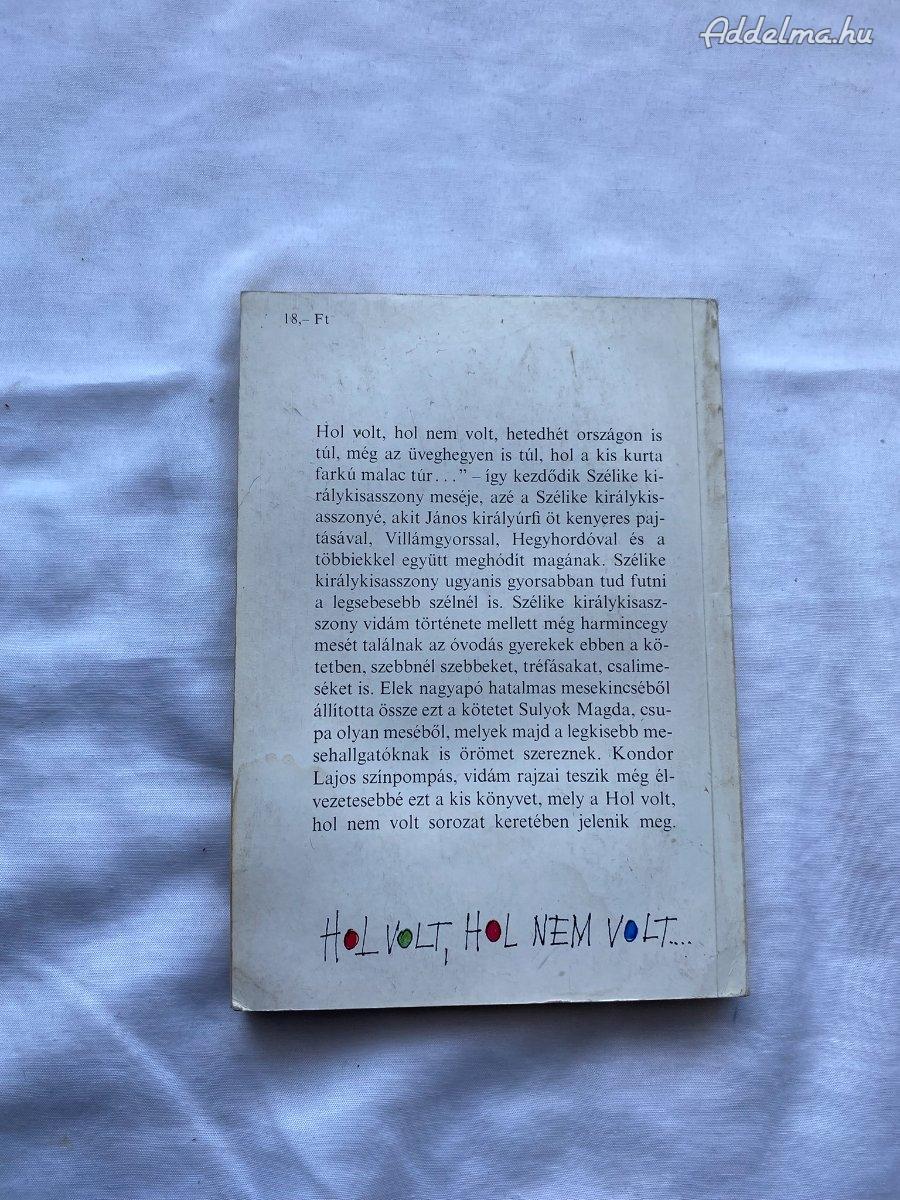 Addelma.hu
18,– Ft
Hol volt, hol nem volt, hetedhét országon is
túl, még az üveghegyen is túl, hol a kis kurta
farkú malac túr. . .” – így kezdődik Szélike ki-
rálykisasszony meséje, azé a Szélike királykis-
asszonyé, akit János királyúrfi öt kenyeres paj-
tásával, Villámgyorssal, Hegyhordóval és a
többiekkel együtt meghódít magának. Szélike
királykisasszony ugyanis gyorsabban tud futni
a legsebesebb szélnél is. Szélike királykisasz-
szony vidám története mellett még harmincegy
mesét találnak az óvodás gyerekek ebben a kö-
tetben, szebbnél szebbeket, tréfásakat, csalime-
séket is. Elek nagyapó hatalmas mesekincséből
állította össze ezt a kötetet Sulyok Magda, csu-
pa olyan meséből, melyek majd a legkisebb me-
sehallgatóknak is örömet szereznek. Kondor
Lajos színpompás, vidám rajzai teszik még él-
vezetesebbé ezt a kis könyvet, mely a Hol volt,
hol nem volt sorozat keretében jelenik meg.
HOL VOLT, HOL NEM VOLT....